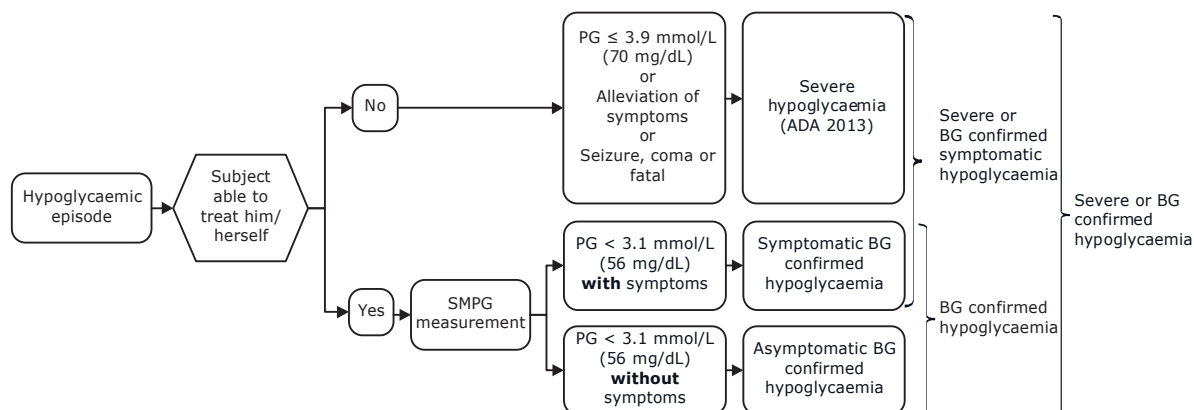 Hypoglycaemic
episode
Subject
able to
treat him/
herself
No
PG ≤ 3.9 mmol/L
(70 mg/dL)
or
Alleviation of
symptoms
or
Seizure, coma or
fatal
Severe
hypoglycaemia
(ADA 2013)
Yes
SMPG
measurement
PG < 3.1 mmol/L
(56 mg/dL)
with symptoms
Symptomatic BG
confirmed
hypoglycaemia
PG < 3.1 mmol/L
(56 mg/dL)
without
symptoms
Asymptomatic BG
confirmed
hypoglycaemia
Severe or
BG confirmed
symptomatic
hypoglycaemia
BG confirmed
hypoglycaemia
Severe or BG
confirmed
hypoglycaemia